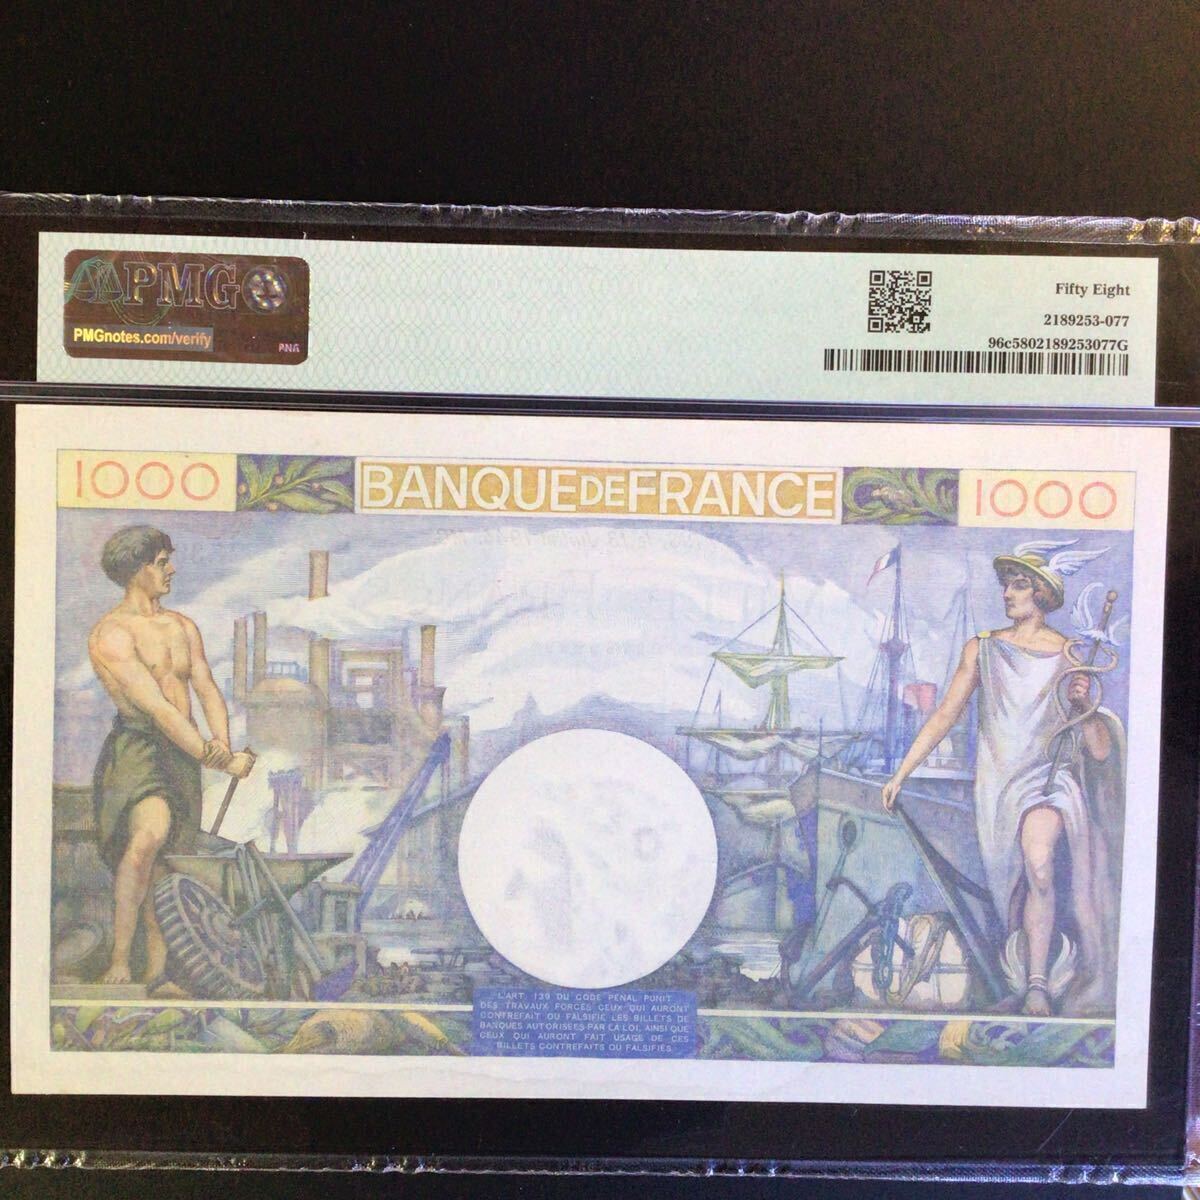 PMG
PMGnotes.com/verify
PNA
Fifty Eight
2189253-077
96c5802189253077G
1000
BANQUE DE FRANCE
1000
L'ART. 139 DU CODE PENAL PUNIT
DES TRAVAUX FORCES CEUX QUI AURONT
CONTREFAIT OU FALSIFIE LES BILLETS DE
BANQUES AUTORISEES PAR LA LOI, AINSI QUE
CEUX QUI AURONT FAIT USAGE DE CES
BILLETS CONTREFAITS OU FALSIFIES